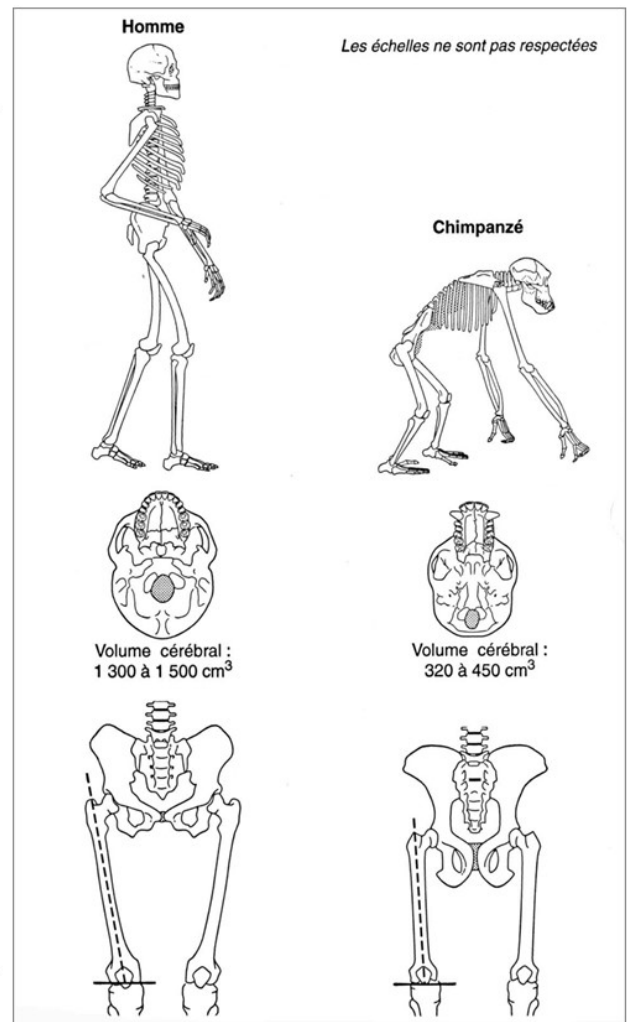 Homme
Les échelles ne sont pas respectées
Chimpanzé
Volume cérébral :
1 300 à 1 500 cm³
Volume cérébral :
320 à 450 cm³